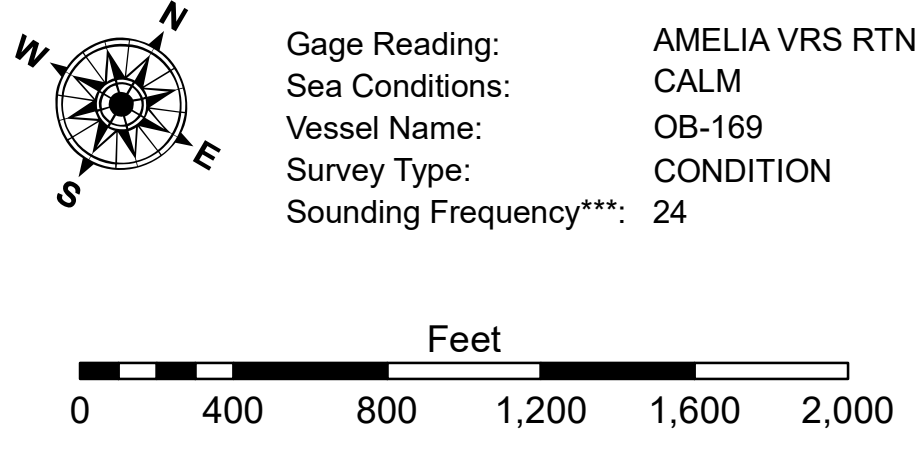 N
W
E
S
Gage Reading: AMELIA VRS RTN
Sea Conditions: CALM
Vessel Name: OB-169
Survey Type: CONDITION
Sounding Frequency***: 24
Feet
0 400 800 1,200 1,600 2,000